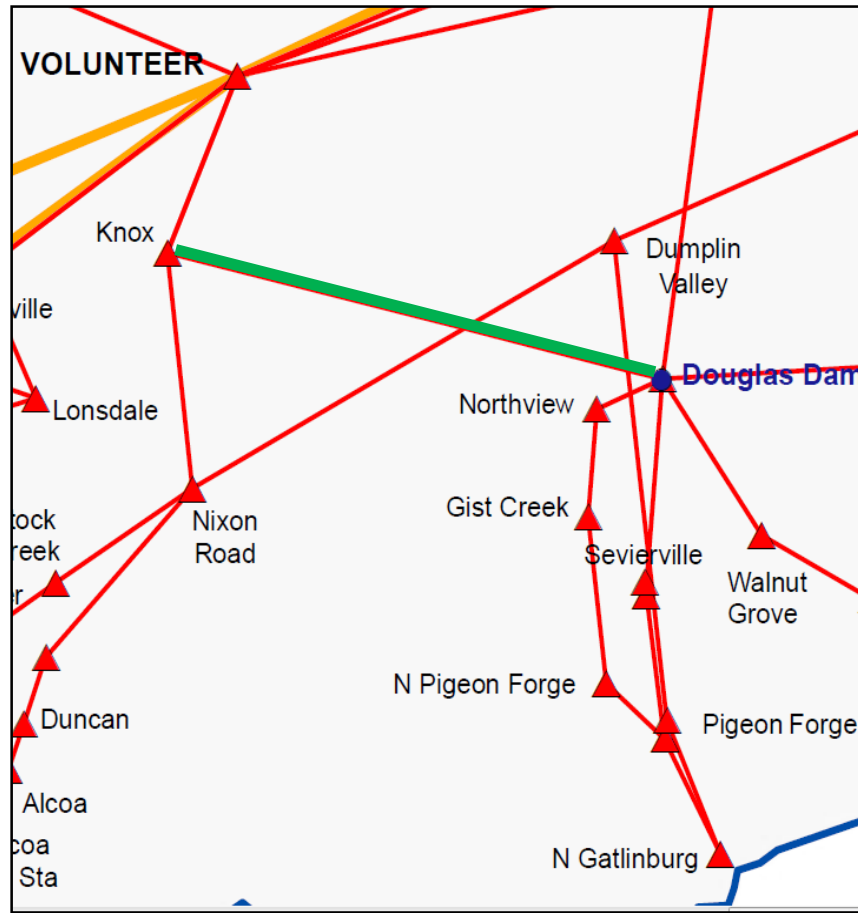 VOLUNTEER
Knox
Dumplin
Valley
ville
Lonsdale
Northview
Douglas Dam
Gist Creek
Nixon
Road
tock
reek
er
Sevierville
Walnut
Grove
N Pigeon Forge
Duncan
Pigeon Forge
Alcoa
coa
Sta
N Gatlinburg